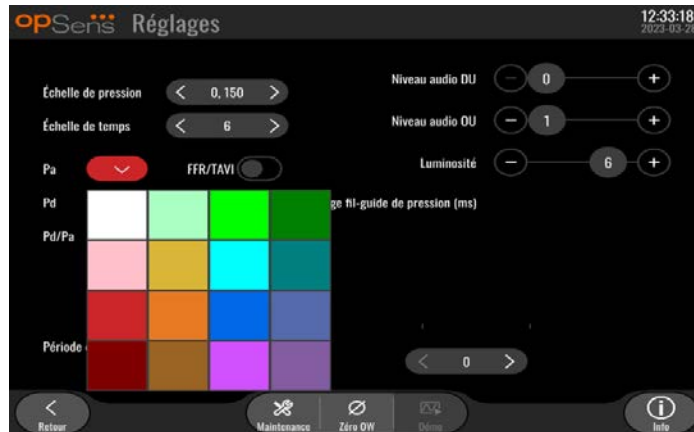 opSens Réglages
12:33:18
2023-03-28
Échelle de pression < 0, 150 >
Niveau audio DU − 0 +
Échelle de temps < 6 >
Niveau audio OU − 1 +
Pa
FFR/TAVI
Luminosité − 6 +
Pd
ge fil-guide de pression (ms)
Pd/Pa
Période
< 0 >
Retour
Maintenance
Zéro OW
Démo
Info